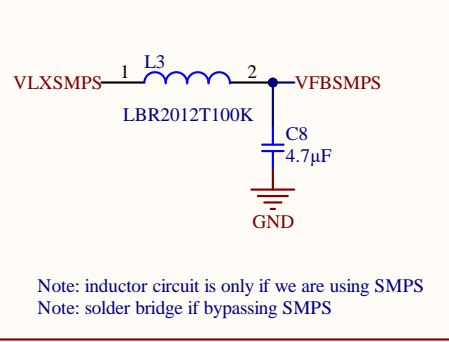 L3
VLXSMPS 1 2 VFBSMPS
LBR2012T100K
C8
4.7µF
GND
Note: inductor circuit is only if we are using SMPS
Note: solder bridge if bypassing SMPS